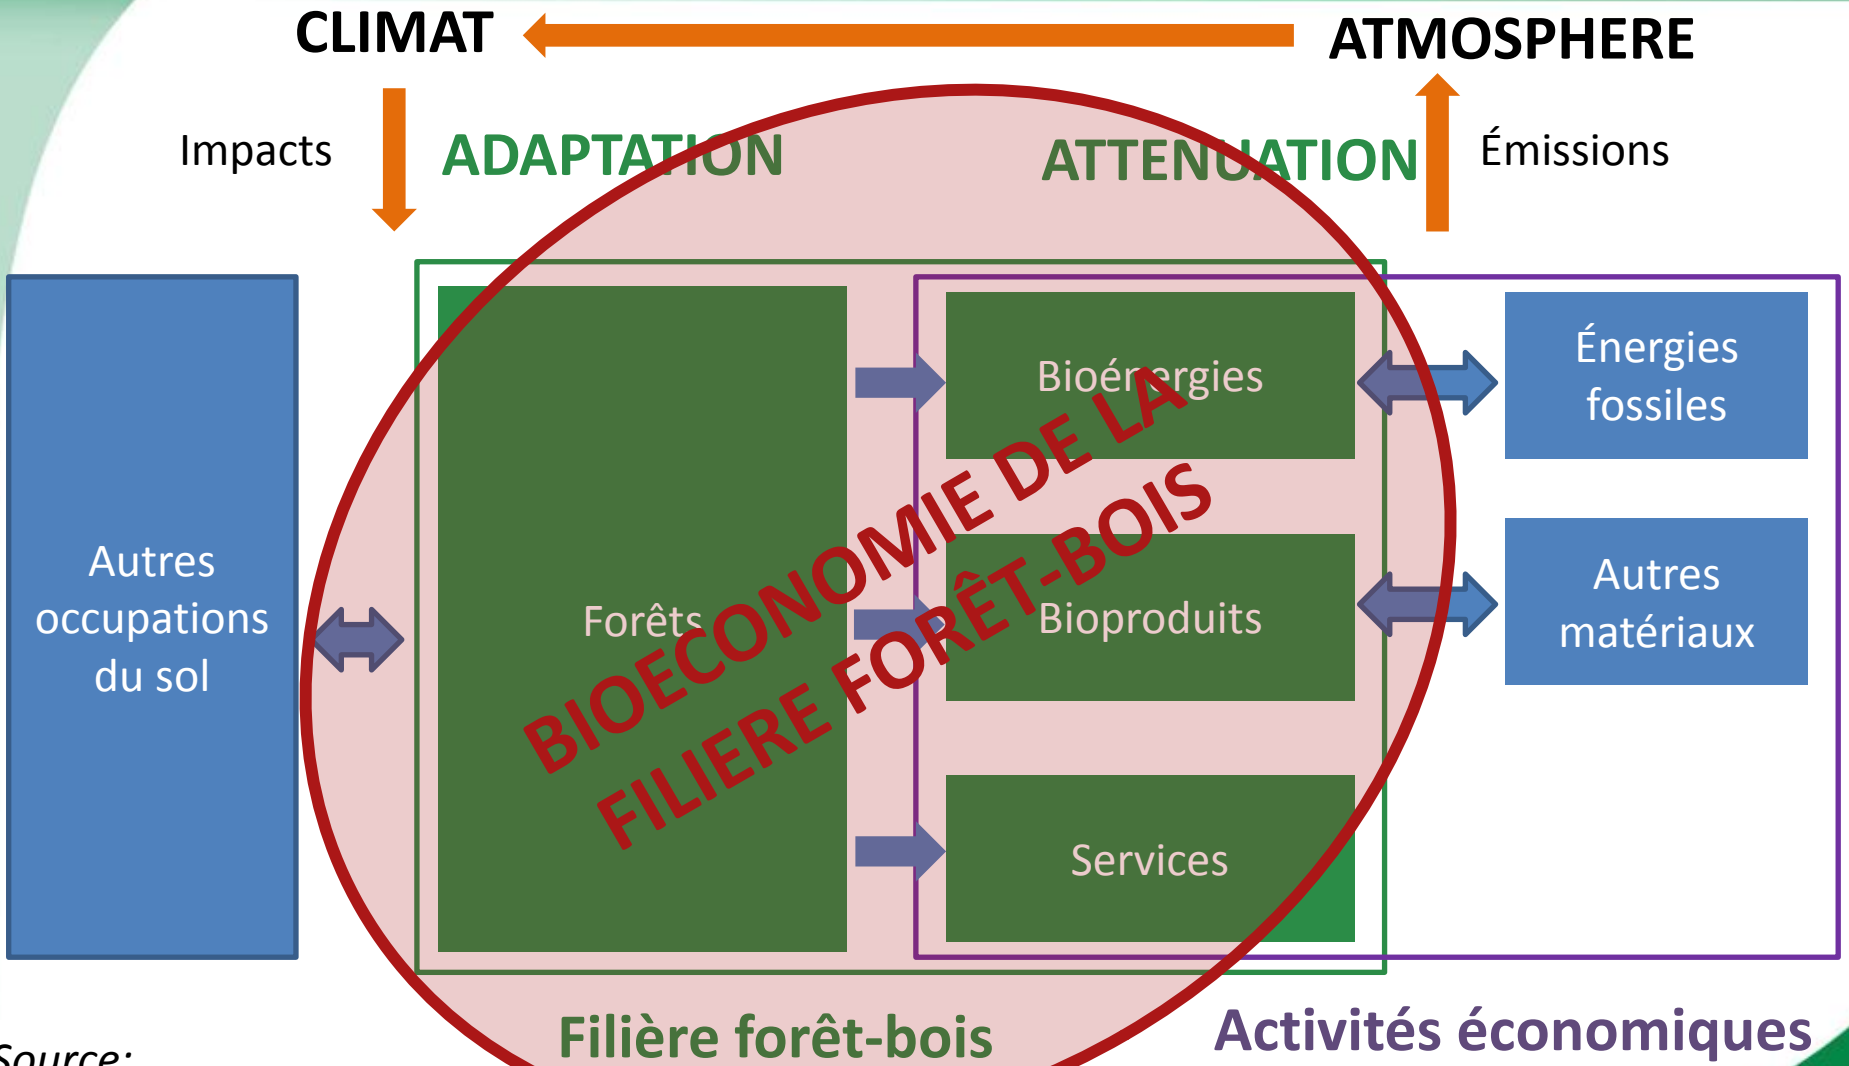 CLIMAT
ATMOSPHERE
Impacts
ADAPTATION
ATTENUATION
Émissions
Autres
occupations
du sol
Forêts
Bioénergies
Bioproduits
Services
Énergies
fossiles
Autres
matériaux
BIOECONOMIE DE LA
FILIERE FORÊT-BOIS
Filière forêt-bois
Activités économiques
Source: